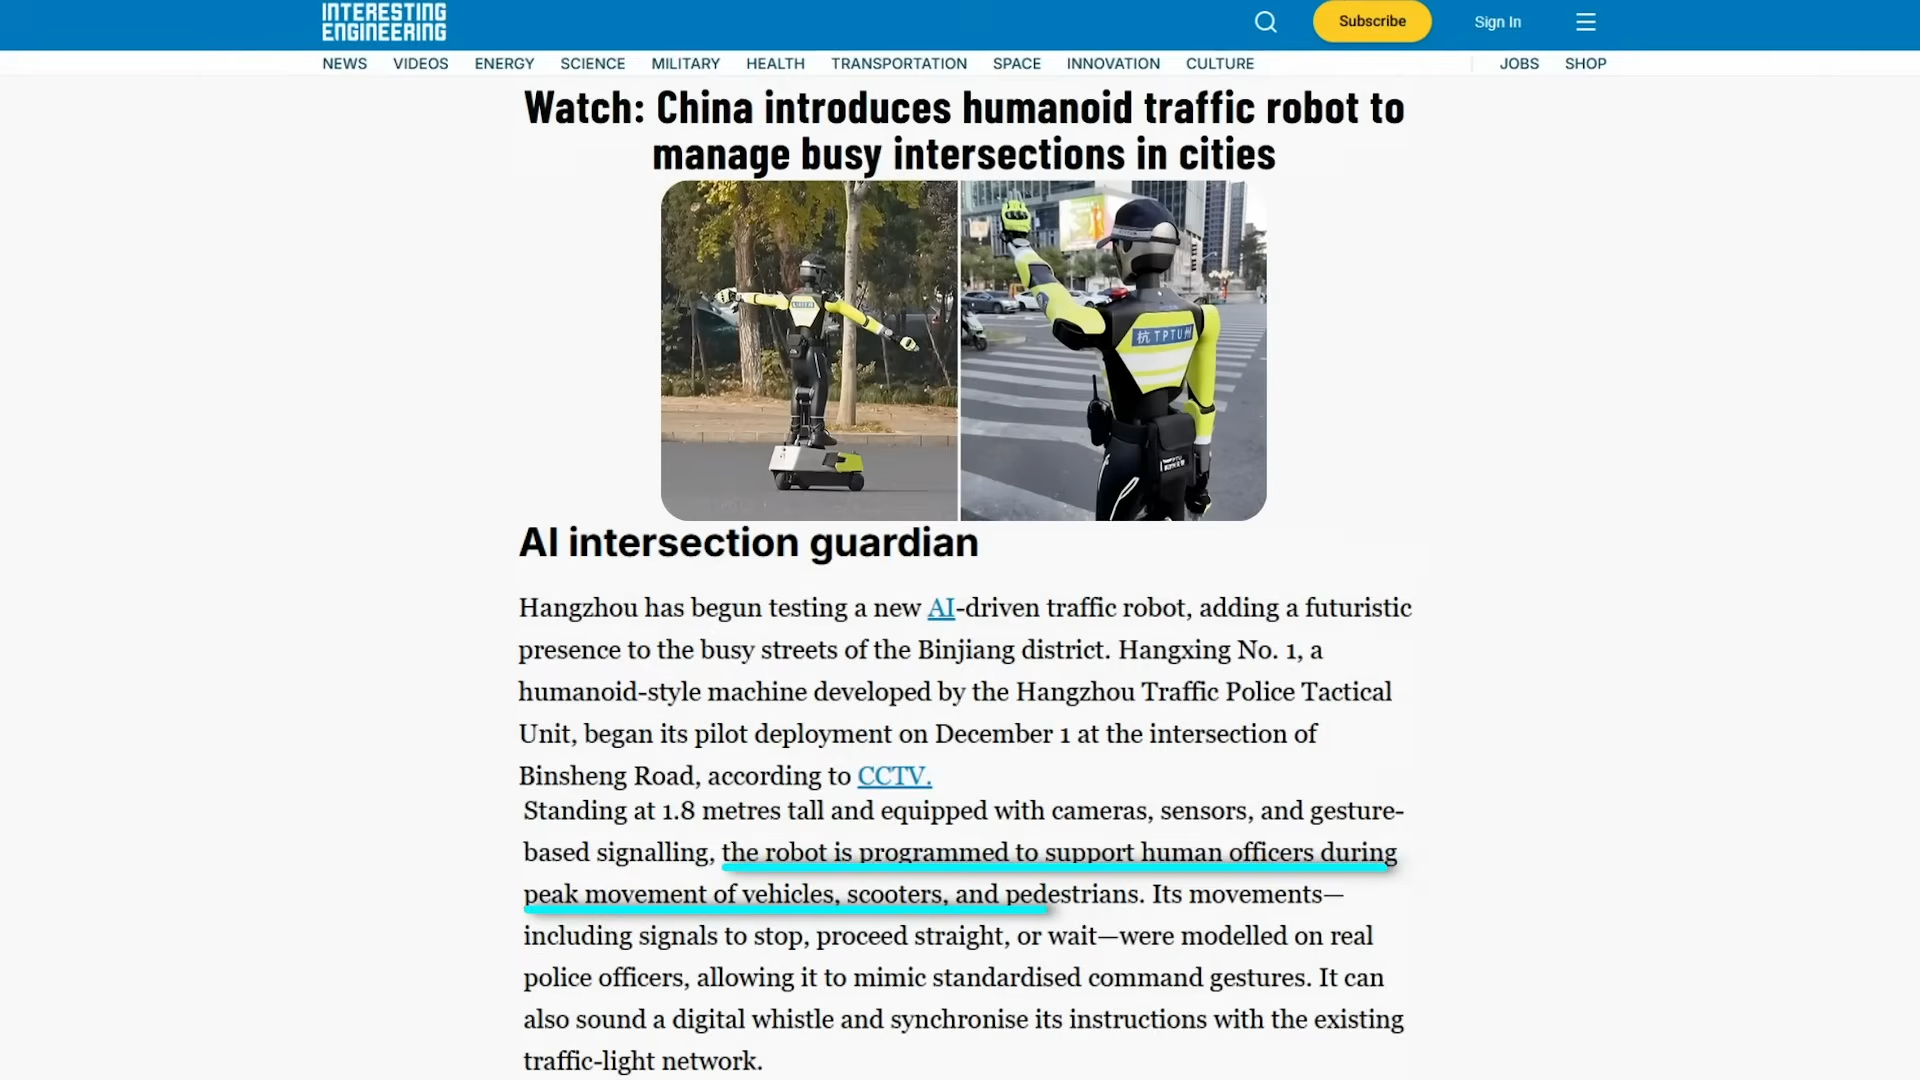 INTERESTING
ENGINEERING
Subscribe
Sign In
NEWS
VIDEOS
ENERGY
SCIENCE
MILITARY
HEALTH
TRANSPORTATION
SPACE
INNOVATION
CULTURE
JOBS
SHOP
Watch: China introduces humanoid traffic robot to
manage busy intersections in cities
杭TPTU州
AI intersection guardian
Hangzhou has begun testing a new AI-driven traffic robot, adding a futuristic
presence to the busy streets of the Binjiang district. Hangxing No. 1, a
humanoid-style machine developed by the Hangzhou Traffic Police Tactical
Unit, began its pilot deployment on December 1 at the intersection of
Binsheng Road, according to CCTV.
Standing at 1.8 metres tall and equipped with cameras, sensors, and gesture-
based signalling, the robot is programmed to support human officers during
peak movement of vehicles, scooters, and pedestrians. Its movements—
including signals to stop, proceed straight, or wait—were modelled on real
police officers, allowing it to mimic standardised command gestures. It can
also sound a digital whistle and synchronise its instructions with the existing
traffic-light network.